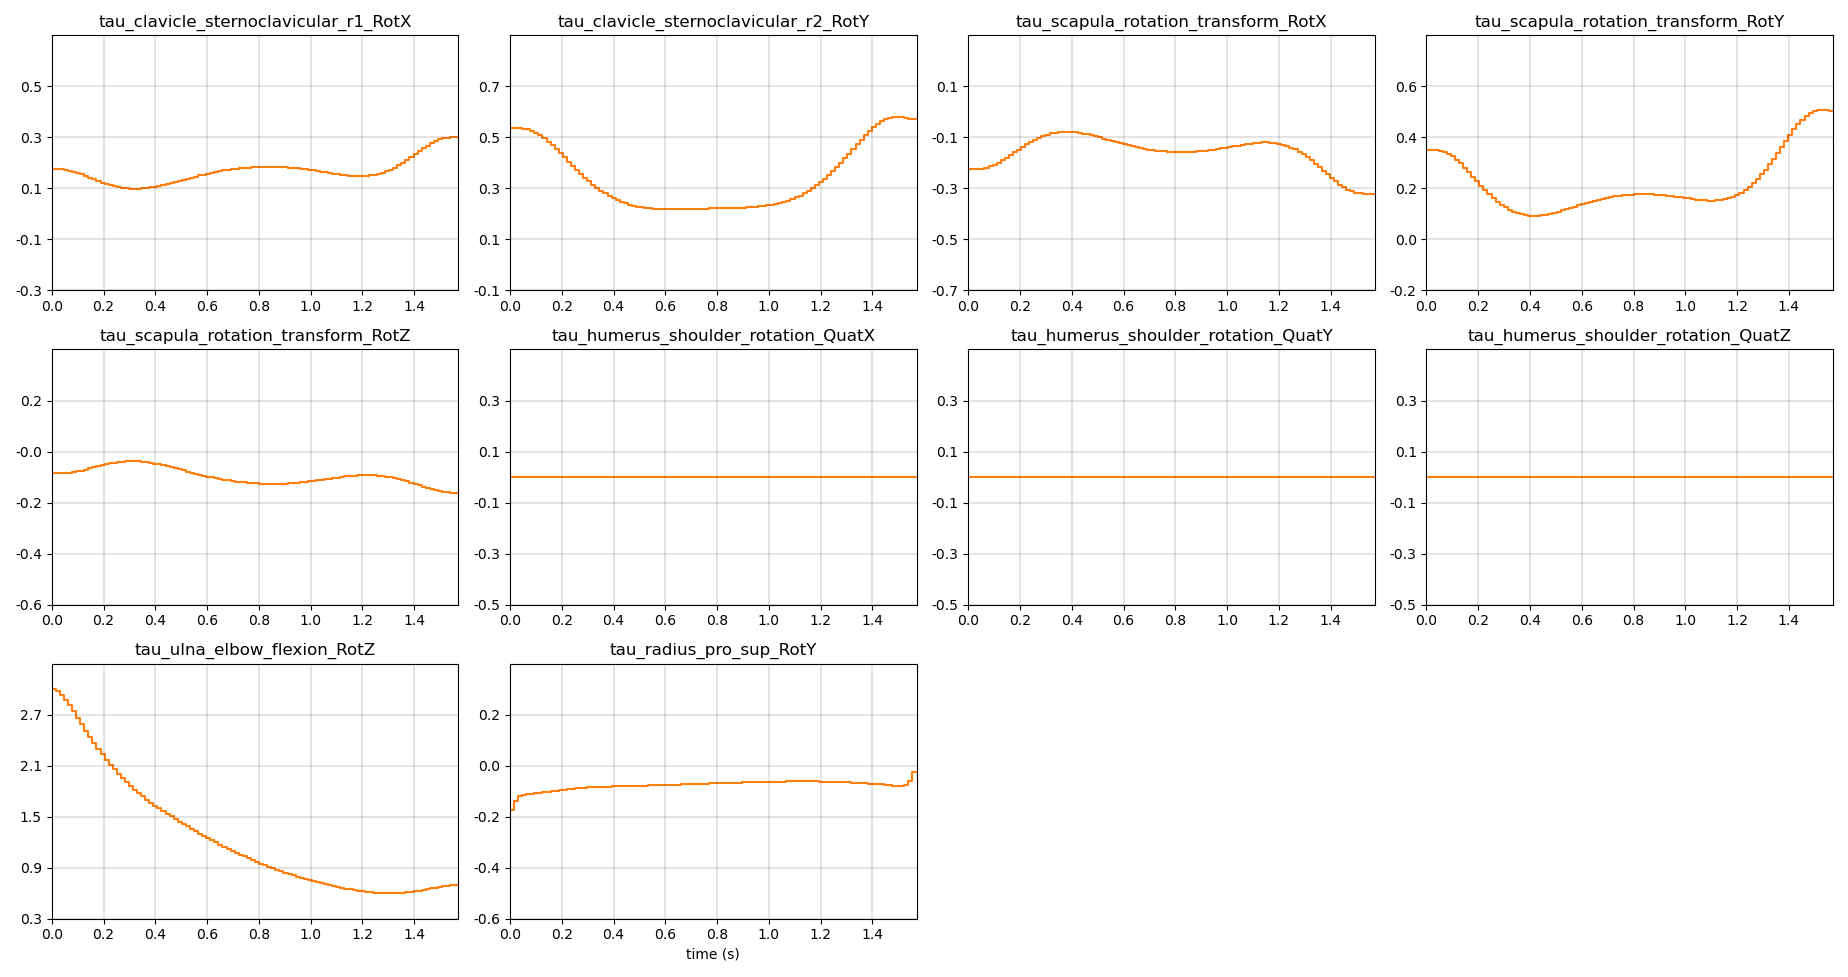 tau_clavicle_sternoclavicular_r1_RotX
0.5
0.3
0.1
-0.1
-0.3
0.0 0.2 0.4 0.6 0.8 1.0 1.2 1.4
tau_clavicle_sternoclavicular_r2_RotY
0.7
0.5
0.3
0.1
-0.1
0.0 0.2 0.4 0.6 0.8 1.0 1.2 1.4
tau_scapula_rotation_transform_RotX
0.1
-0.1
-0.3
-0.5
-0.7
0.0 0.2 0.4 0.6 0.8 1.0 1.2 1.4
tau_scapula_rotation_transform_RotY
0.6
0.4
0.2
0.0
-0.2
0.0 0.2 0.4 0.6 0.8 1.0 1.2 1.4
tau_scapula_rotation_transform_RotZ
0.2
-0.0
-0.2
-0.4
-0.6
0.0 0.2 0.4 0.6 0.8 1.0 1.2 1.4
tau_humerus_shoulder_rotation_QuatX
0.3
0.1
-0.1
-0.3
-0.5
0.0 0.2 0.4 0.6 0.8 1.0 1.2 1.4
tau_humerus_shoulder_rotation_QuatY
0.3
0.1
-0.1
-0.3
-0.5
0.0 0.2 0.4 0.6 0.8 1.0 1.2 1.4
tau_humerus_shoulder_rotation_QuatZ
0.3
0.1
-0.1
-0.3
-0.5
0.0 0.2 0.4 0.6 0.8 1.0 1.2 1.4
tau_ulna_elbow_flexion_RotZ
2.7
2.1
1.5
0.9
0.3
0.0 0.2 0.4 0.6 0.8 1.0 1.2 1.4
tau_radius_pro_sup_RotY
0.2
0.0
-0.2
-0.4
-0.6
0.0 0.2 0.4 0.6 0.8 1.0 1.2 1.4
time (s)